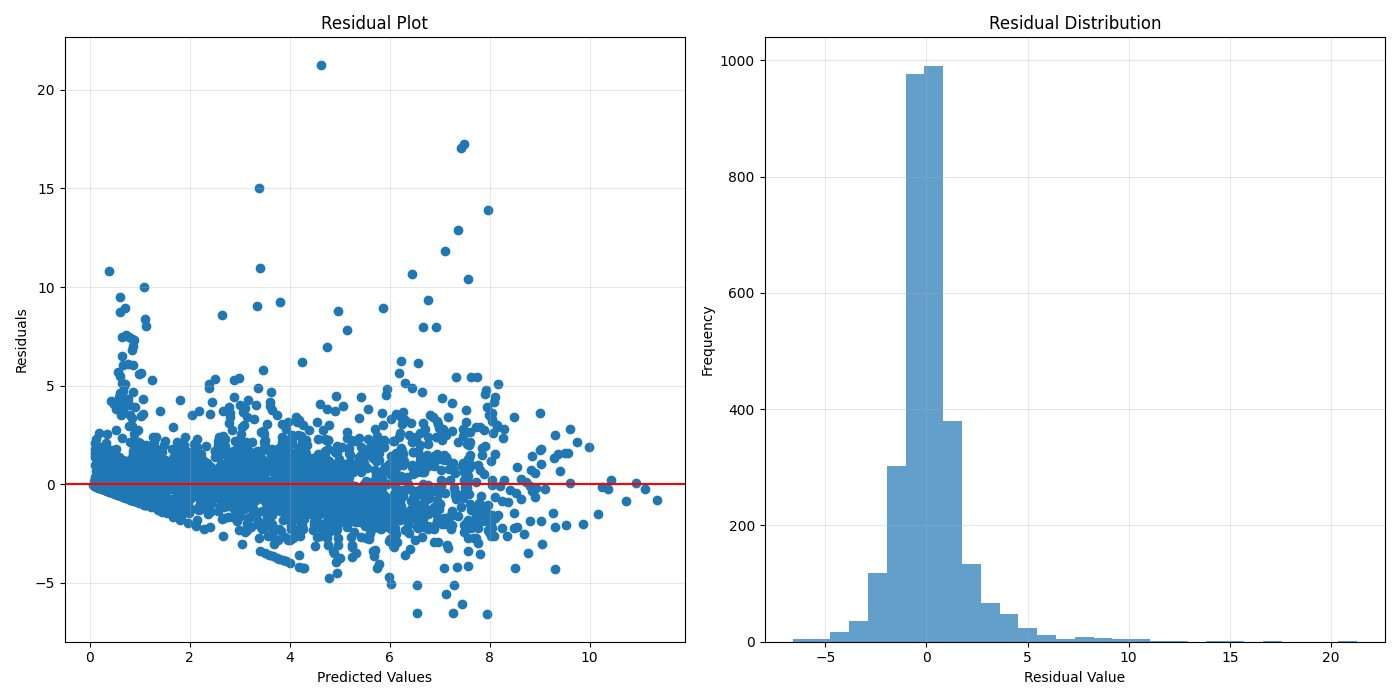 Residual Plot
Residuals
20
15
10
5
0
−5
0 2 4 6 8 10
Predicted Values
Residual Distribution
Frequency
1000
800
600
400
200
0
−5 0 5 10 15 20
Residual Value